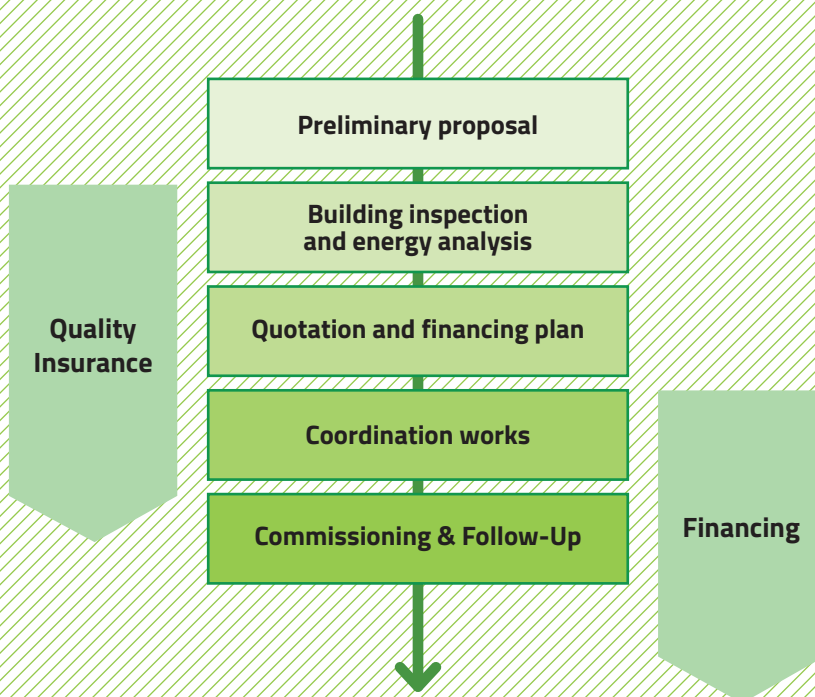 Preliminary proposal
Building inspection
and energy analysis
Quality
Insurance
Quotation and financing plan
Coordination works
Commissioning & Follow-Up
Financing